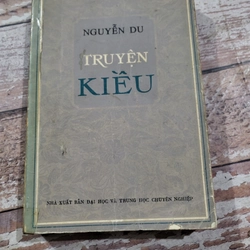 NGUYỄN DU
TRUYỆN
KIỀU
NHÀ XUẤT BẢN ĐẠI HỌC VÀ TRUNG HỌC CHUYÊN NGHIỆP